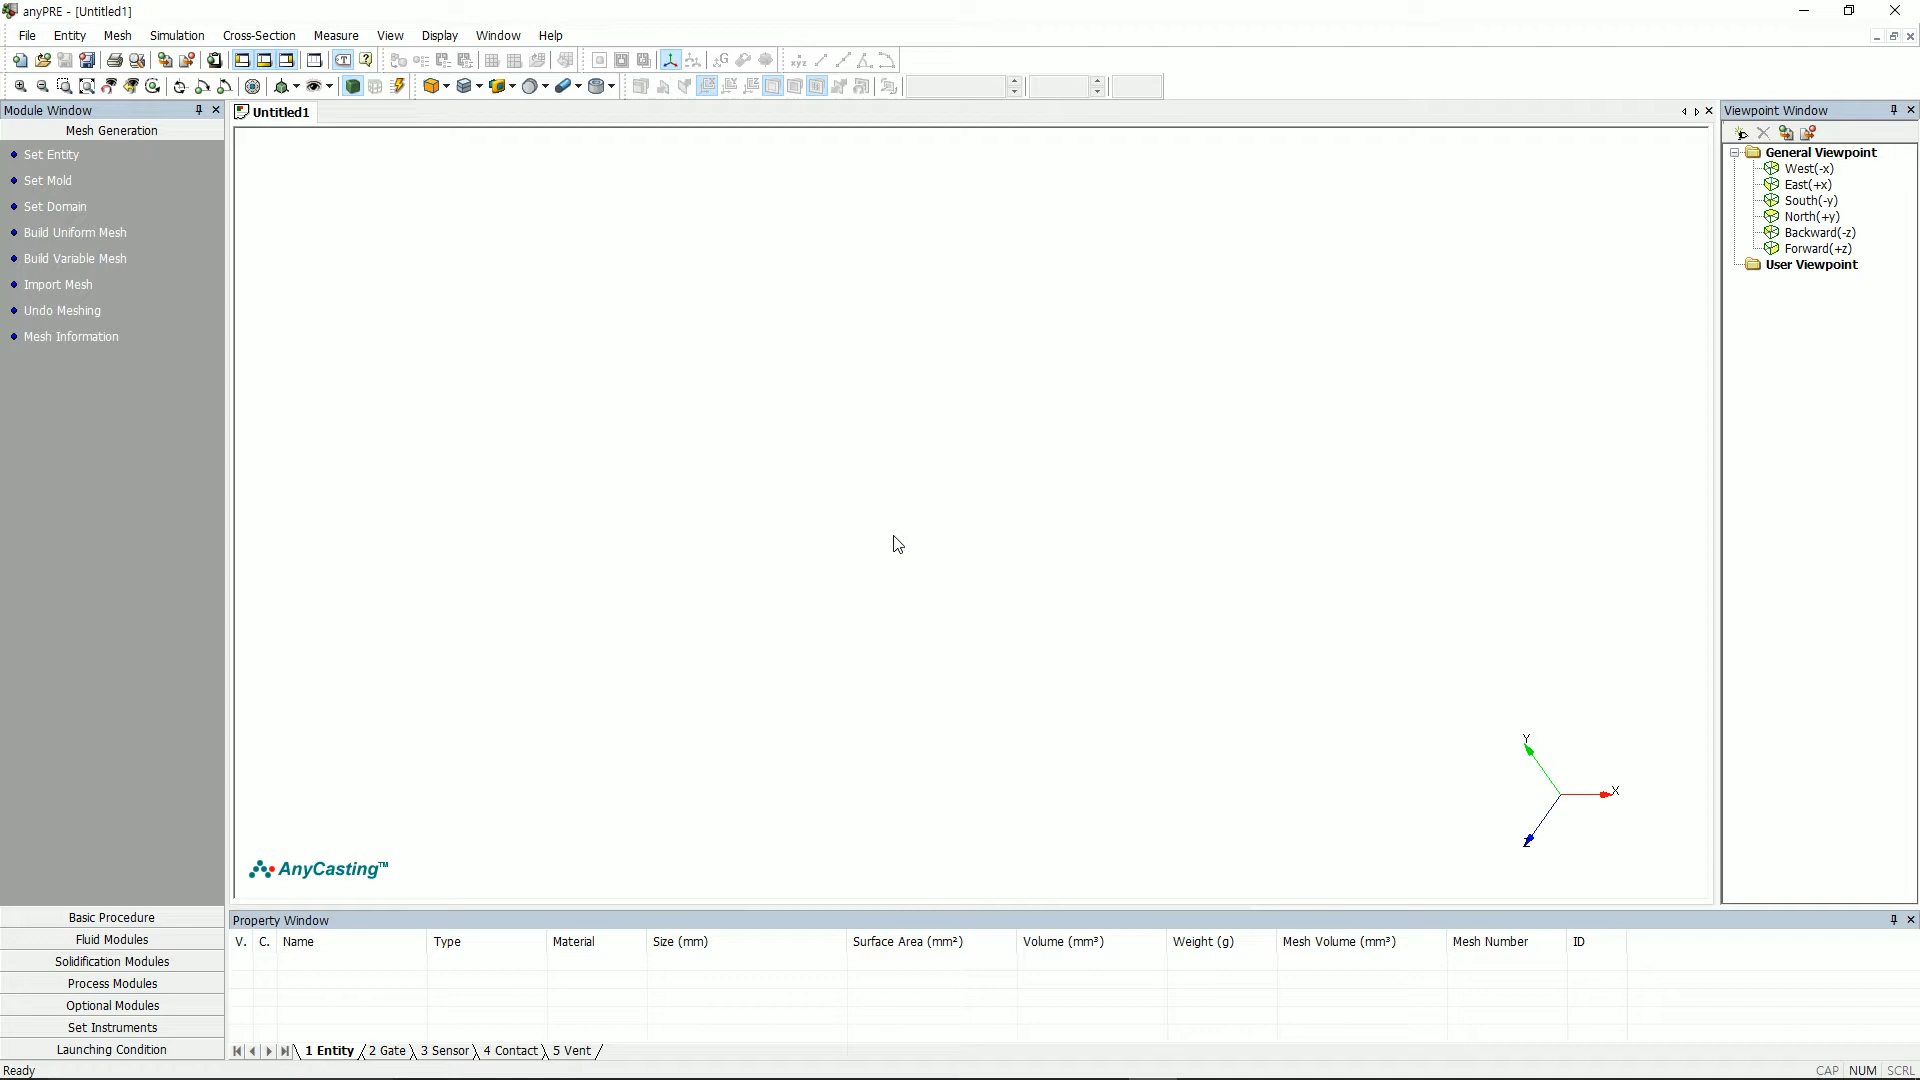 anyPRE - [Untitled1]
File Entity Mesh Simulation Cross-Section Measure View Display Window Help
Module Window
Mesh Generation
Set Entity
Set Mold
Set Domain
Build Uniform Mesh
Build Variable Mesh
Import Mesh
Undo Meshing
Mesh Information
Basic Procedure
Fluid Modules
Solidification Modules
Process Modules
Optional Modules
Set Instruments
Launching Condition
Untitled1
Y
X
Z
AnyCasting™
Viewpoint Window
General Viewpoint
West(-x)
East(+x)
South(-y)
North(+y)
Backward(-z)
Forward(+z)
User Viewpoint
Property Window
V. C. Name Type Material Size (mm) Surface Area (mm²) Volume (mm³) Weight (g) Mesh Volume (mm³) Mesh Number ID
1 Entity 2 Gate 3 Sensor 4 Contact 5 Vent
Ready CAP NUM SCRL